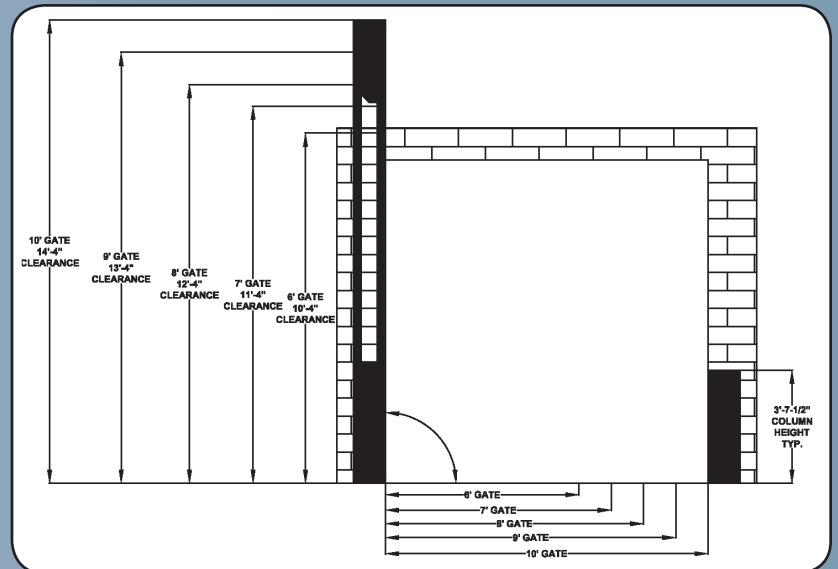 10' GATE
14'-4"
CLEARANCE
9' GATE
13'-4"
CLEARANCE
8' GATE
12'-4"
CLEARANCE
7' GATE
11'-4"
CLEARANCE
6' GATE
10'-4"
CLEARANCE
3'-7-1/2"
COLUMN
HEIGHT
TYP.
6' GATE
7' GATE
8' GATE
9' GATE
10' GATE